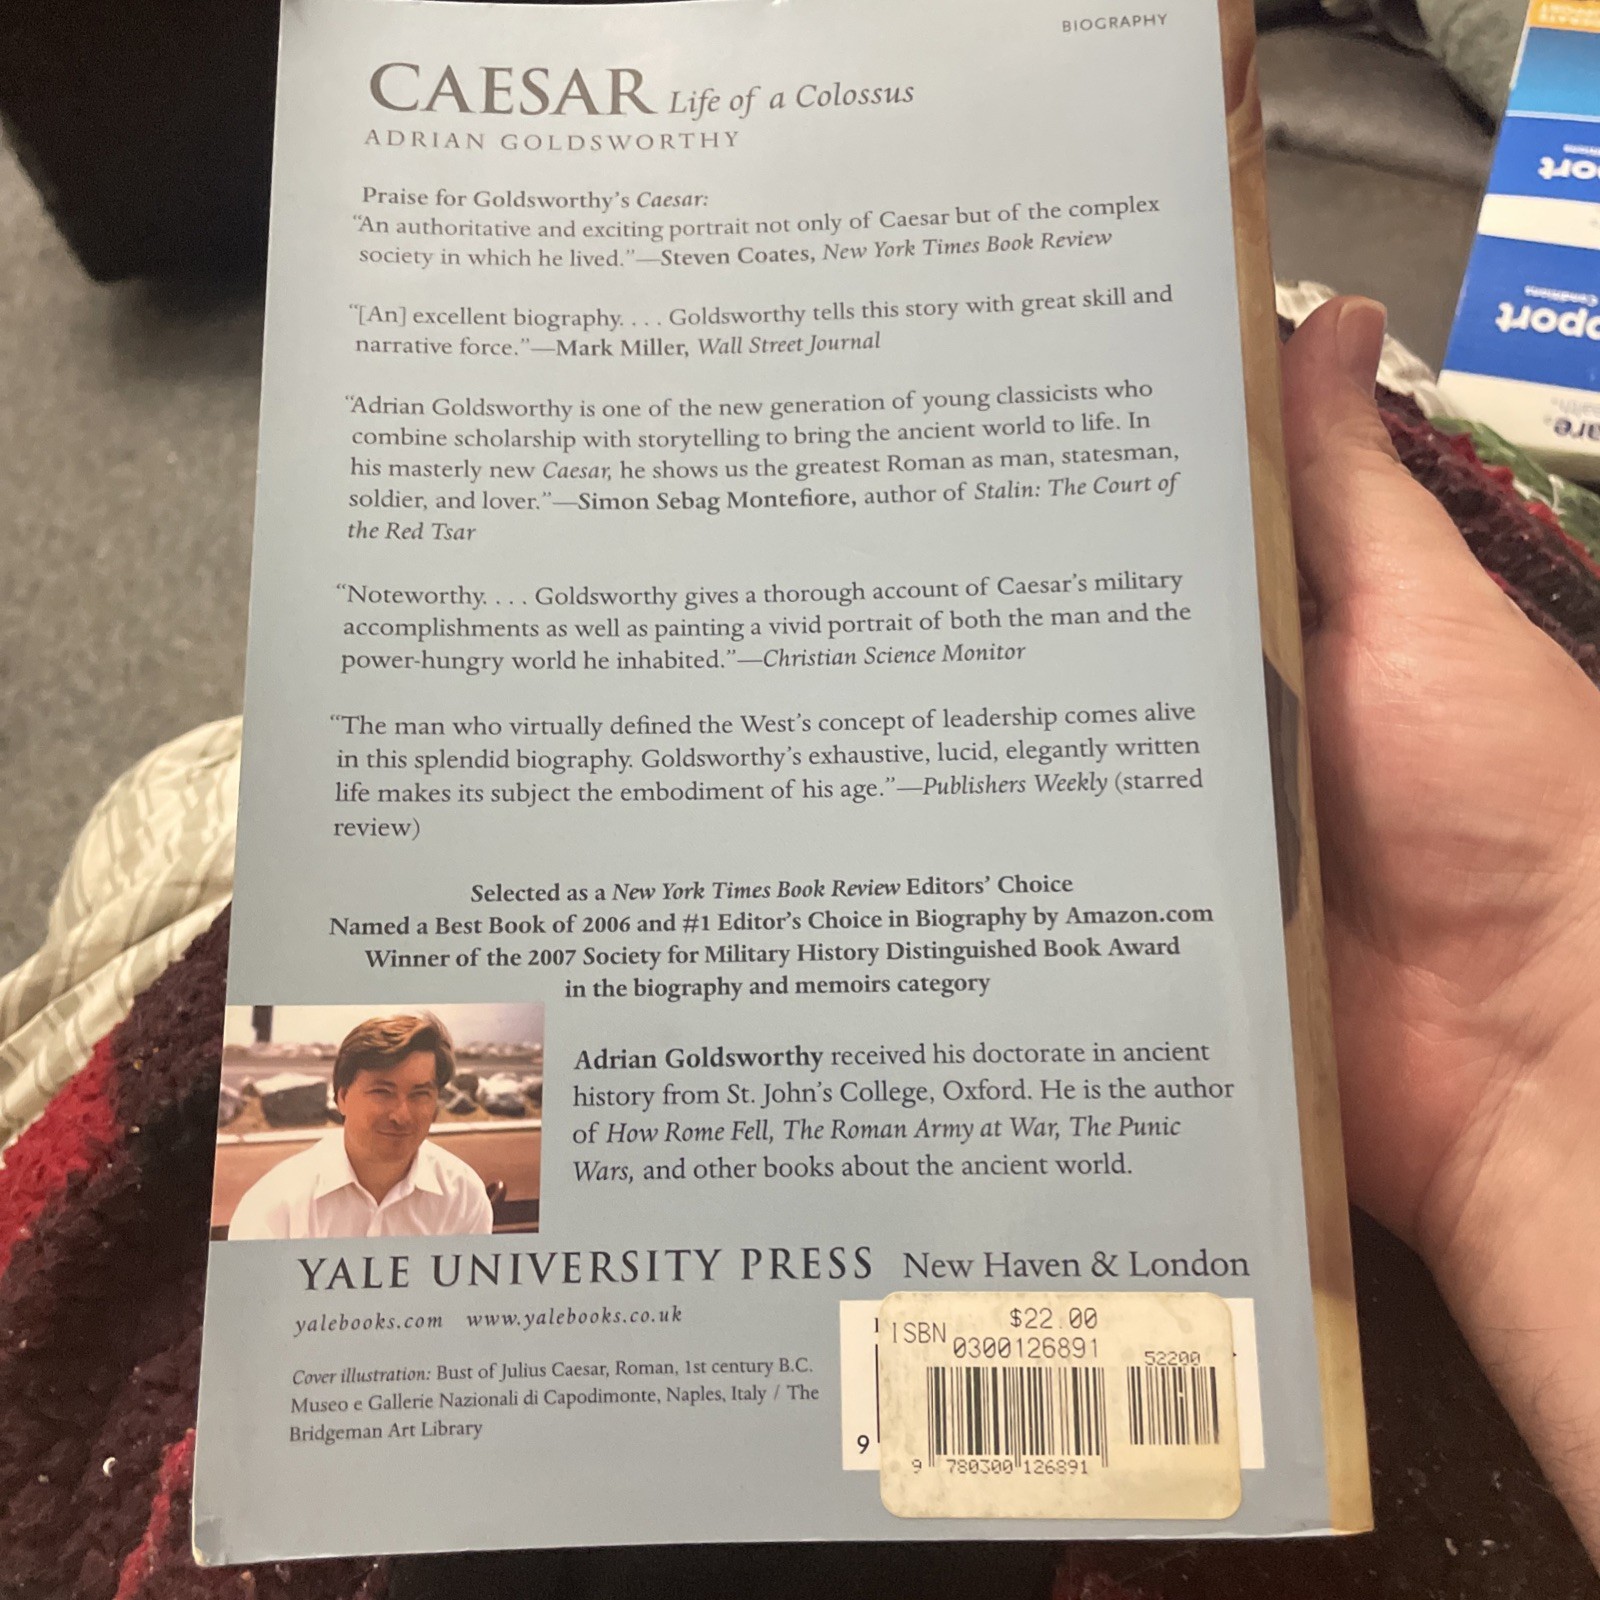 BIOGRAPHY
CAESAR Life of a Colossus
ADRIAN GOLDSWORTHY
Praise for Goldsworthy's Caesar:
“An authoritative and exciting portrait not only of Caesar but of the complex
society in which he lived.”—Steven Coates, New York Times Book Review
“[An] excellent biography. . . . Goldsworthy tells this story with great skill and
narrative force.”—Mark Miller, Wall Street Journal
“Adrian Goldsworthy is one of the new generation of young classicists who
combine scholarship with storytelling to bring the ancient world to life. In
his masterly new Caesar, he shows us the greatest Roman as man, statesman,
soldier, and lover.”—Simon Sebag Montefiore, author of Stalin: The Court of
the Red Tsar
“Noteworthy. . . . Goldsworthy gives a thorough account of Caesar’s military
accomplishments as well as painting a vivid portrait of both the man and the
power-hungry world he inhabited.”—Christian Science Monitor
“The man who virtually defined the West’s concept of leadership comes alive
in this splendid biography. Goldsworthy’s exhaustive, lucid, elegantly written
life makes its subject the embodiment of his age.”—Publishers Weekly (starred
review)
Selected as a New York Times Book Review Editors’ Choice
Named a Best Book of 2006 and #1 Editor’s Choice in Biography by Amazon.com
Winner of the 2007 Society for Military History Distinguished Book Award
in the biography and memoirs category
Adrian Goldsworthy received his doctorate in ancient
history from St. John’s College, Oxford. He is the author
of How Rome Fell, The Roman Army at War, The Punic
Wars, and other books about the ancient world.
YALE UNIVERSITY PRESS New Haven & London
yalebooks.com www.yalebooks.co.uk
Cover illustration: Bust of Julius Caesar, Roman, 1st century B.C.
Museo e Gallerie Nazionali di Capodimonte, Naples, Italy / The
Bridgeman Art Library
$22.00
ISBN 0300126891
52200
9
9 780300 126891
port
port